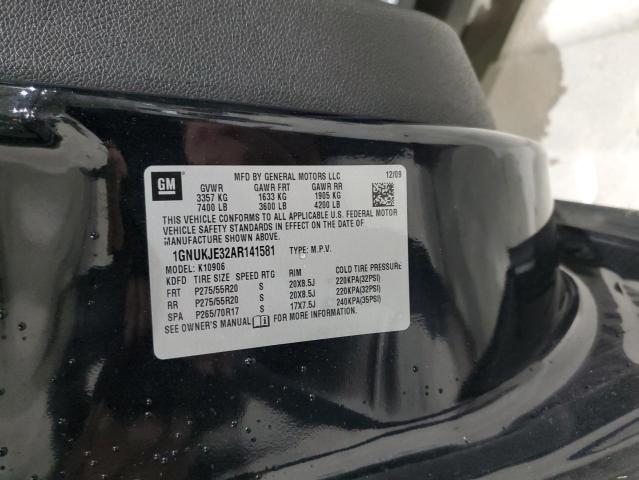 GM
MFD BY GENERAL MOTORS LLC 12/09
GVWR GAWR FRT GAWR RR
3357 KG 1633 KG 1905 KG
7400 LB 3600 LB 4200 LB
THIS VEHICLE CONFORMS TO ALL APPLICABLE U.S. FEDERAL MOTOR
VEHICLE SAFETY STANDARDS IN EFFECT ON THE DATE OF
MANUFACTURE SHOWN ABOVE.
1GNUKJE32AR141581 TYPE: M.P.V.
MODEL: K10906
KDFD TIRE SIZE SPEED RTG RIM COLD TIRE PRESSURE
FRT P275/55R20 S 20X8.5J 220KPA(32PSI)
RR P275/55R20 S 20X8.5J 220KPA(32PSI)
SPA P265/70R17 S 17X7.5J 240KPA(35PSI)
SEE OWNER'S MANUAL FOR MORE INFORMATION.